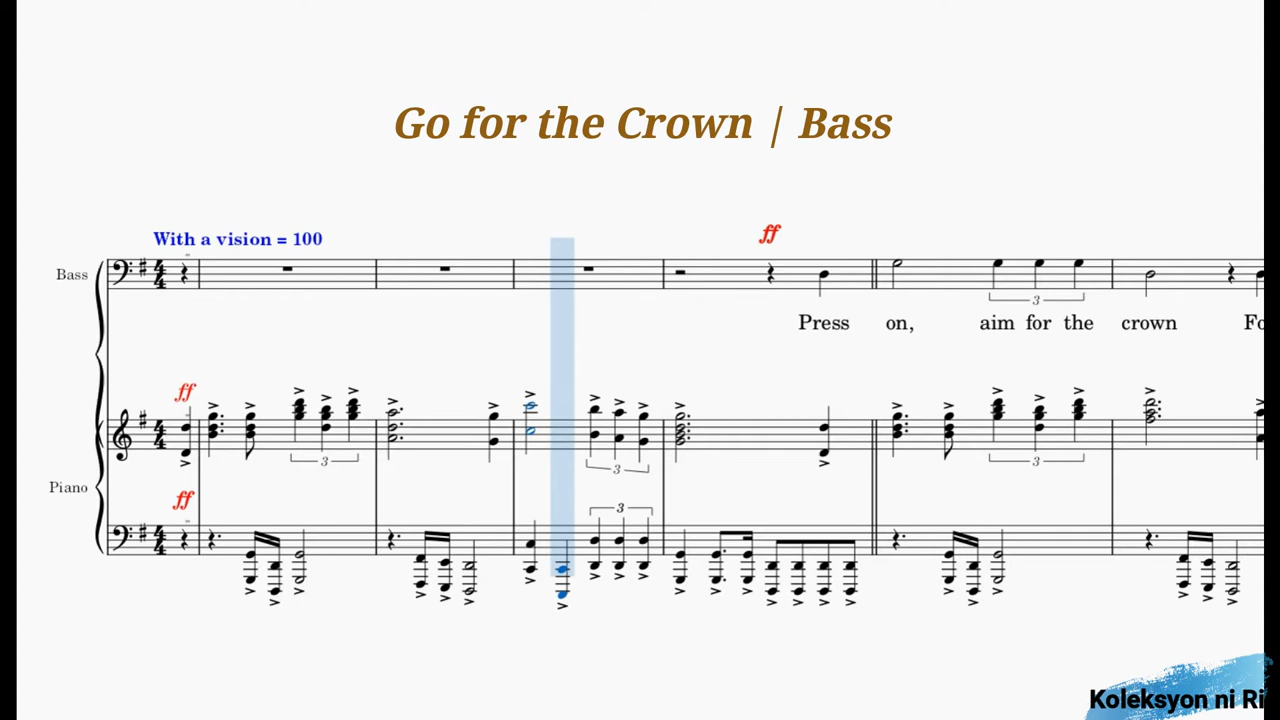 Go for the Crown | Bass
With a vision = 100
ff
Bass
3
Press on, aim for the crown Fo
ff
3
3
3
Piano
ff
3
Koleksyon ni Ri